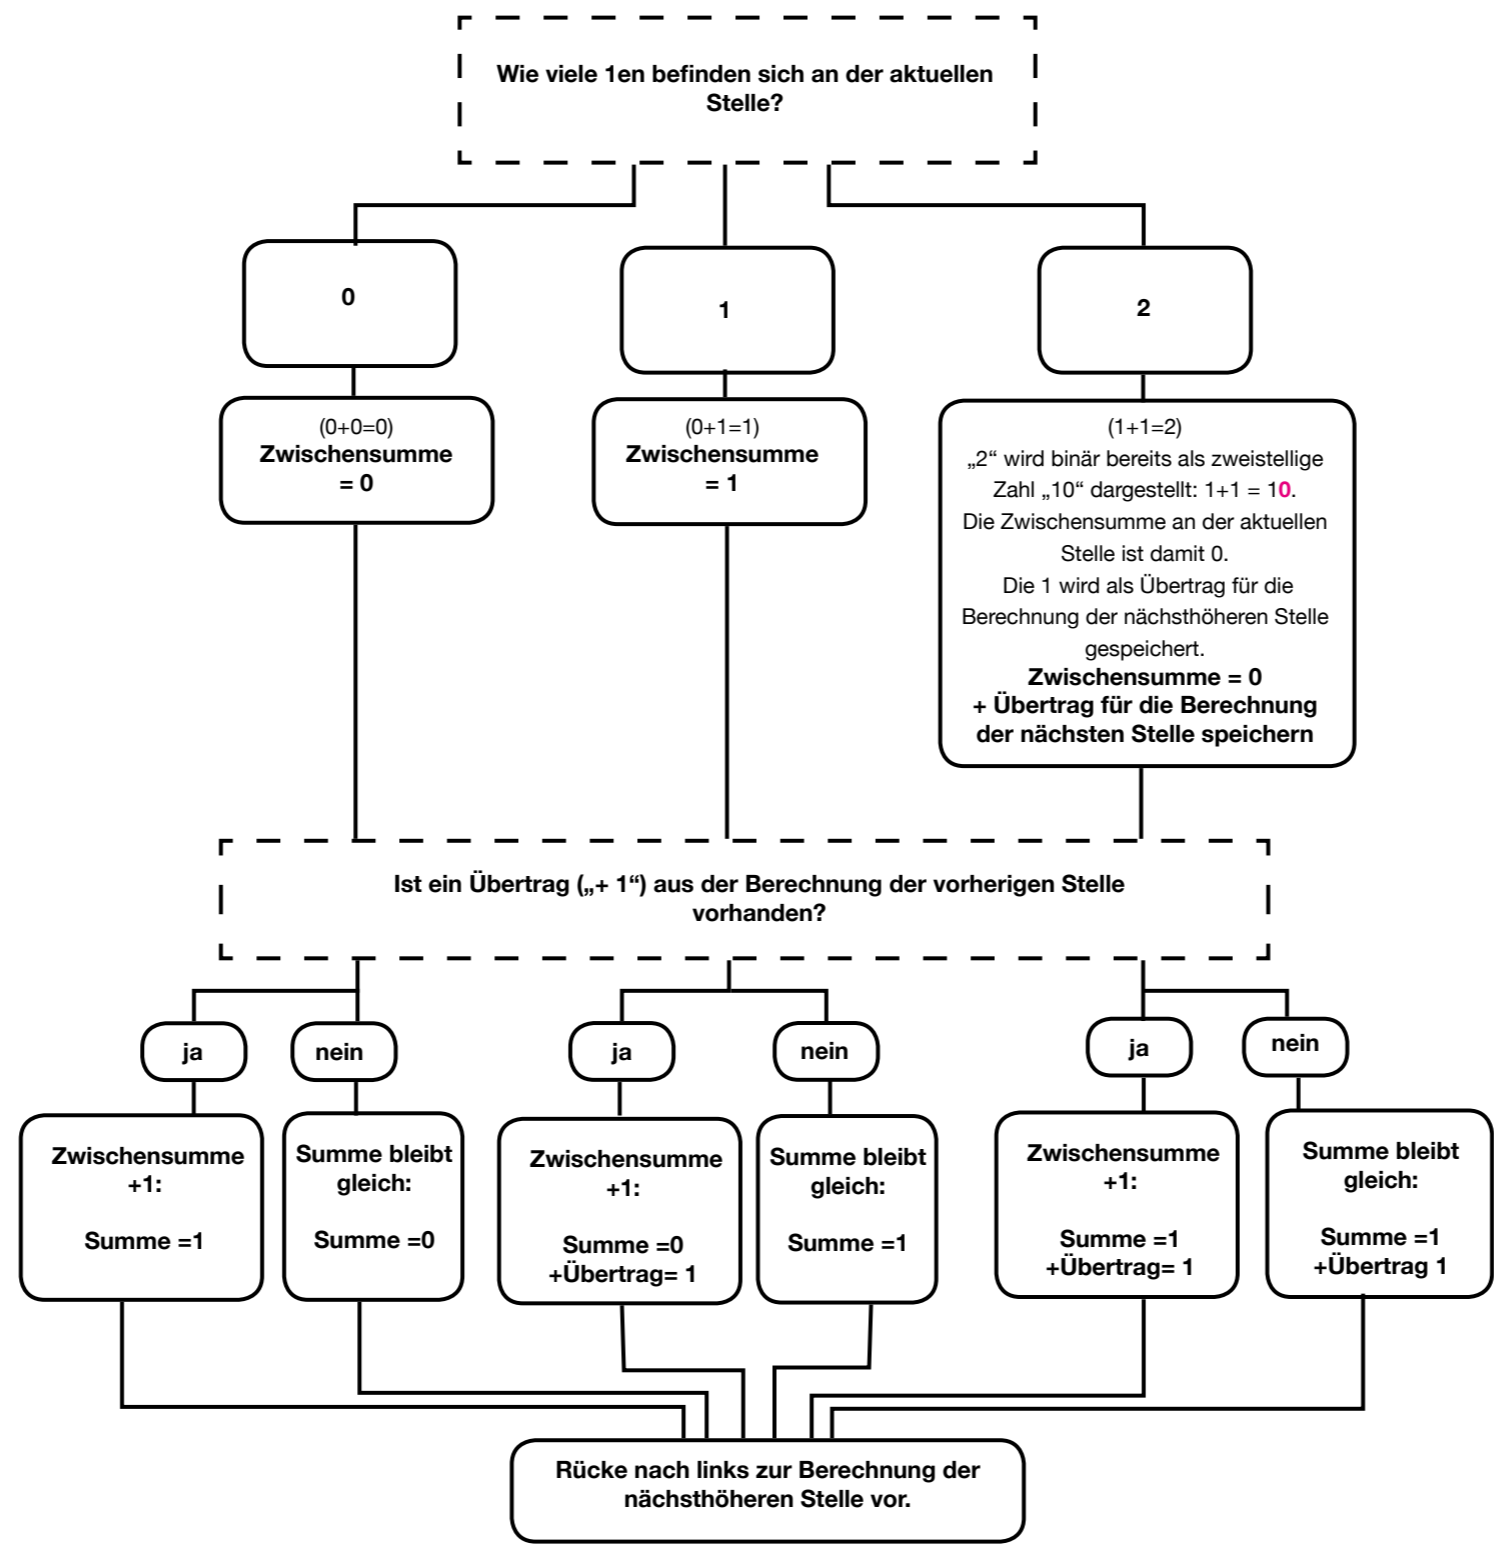 Wie viele 1en befinden sich an der aktuellen
Stelle?
0
1
2
(0+0=0)
Zwischensumme
= 0
(0+1=1)
Zwischensumme
= 1
(1+1=2)
„2“ wird binär bereits als zweistellige
Zahl „10“ dargestellt: 1+1 = 10.
Die Zwischensumme an der aktuellen
Stelle ist damit 0.
Die 1 wird als Übertrag für die
Berechnung der nächsthöheren Stelle
gespeichert.
Zwischensumme = 0
+ Übertrag für die Berechnung
der nächsten Stelle speichern
Ist ein Übertrag („+ 1“) aus der Berechnung der vorherigen Stelle
vorhanden?
ja
nein
ja
nein
ja
nein
Zwischensumme
+1:
Summe =1
Summe bleibt
gleich:
Summe =0
Zwischensumme
+1:
Summe =0
+Übertrag= 1
Summe bleibt
gleich:
Summe =1
Zwischensumme
+1:
Summe =1
+Übertrag= 1
Summe bleibt
gleich:
Summe =1
+Übertrag 1
Rücke nach links zur Berechnung der
nächsthöheren Stelle vor.